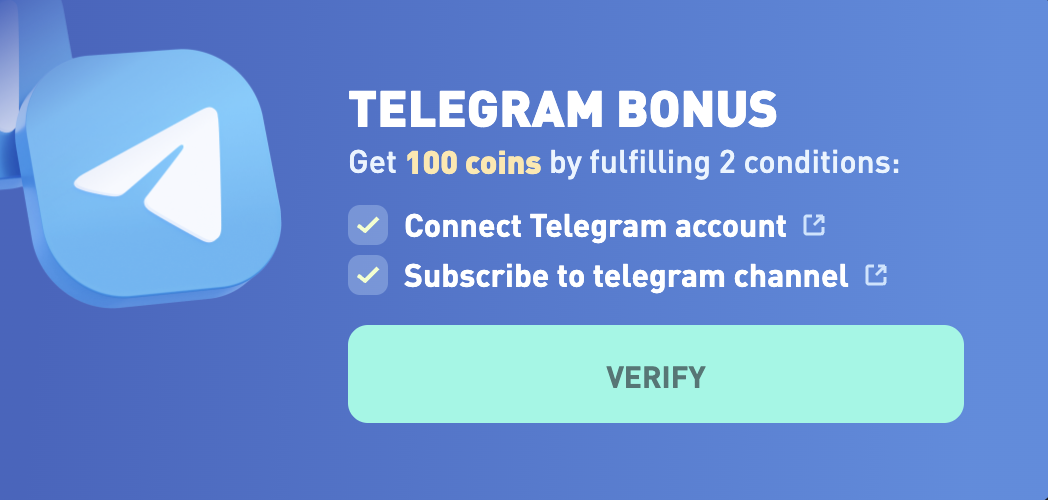 TELEGRAM BONUS
Get 100 coins by fulfilling 2 conditions:
Connect Telegram account
Subscribe to telegram channel
VERIFY